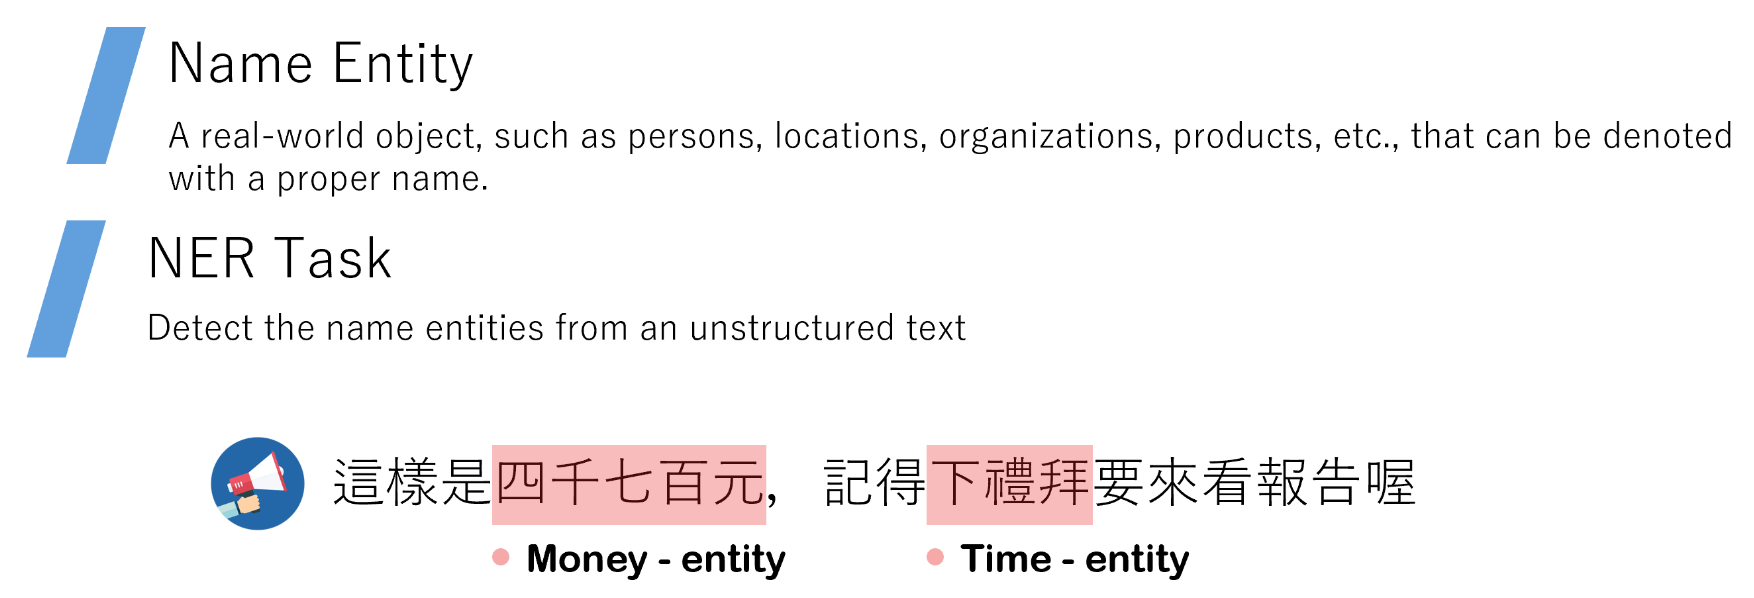 Name Entity
A real-world object, such as persons, locations, organizations, products, etc., that can be denoted
with a proper name.
NER Task
Detect the name entities from an unstructured text
這樣是四千七百元， 記得下禮拜要來看報告喔
Money - entity
Time - entity